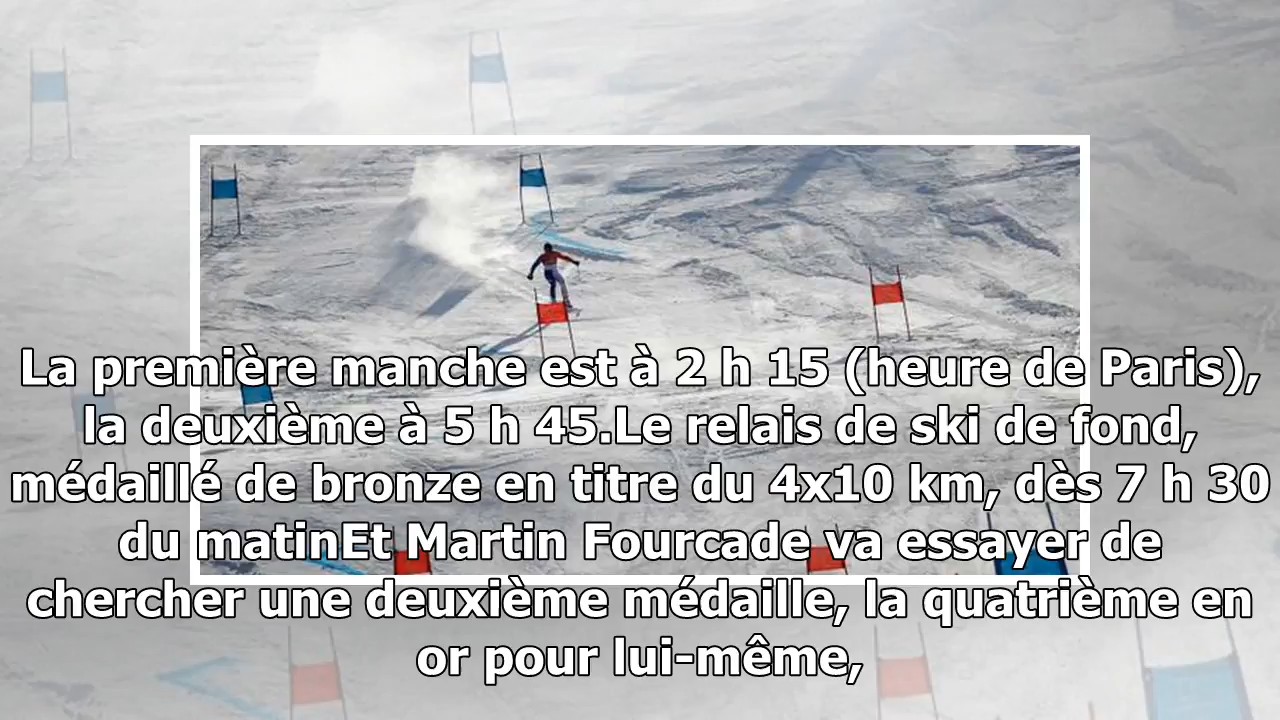 La première manche est à 2 h 15 (heure de Paris),
la deuxième à 5 h 45.Le relais de ski de fond,
médaillé de bronze en titre du 4x10 km, dès 7 h 30
du matinEt Martin Fourcade va essayer de
chercher une deuxième médaille, la quatrième en
or pour lui-même,